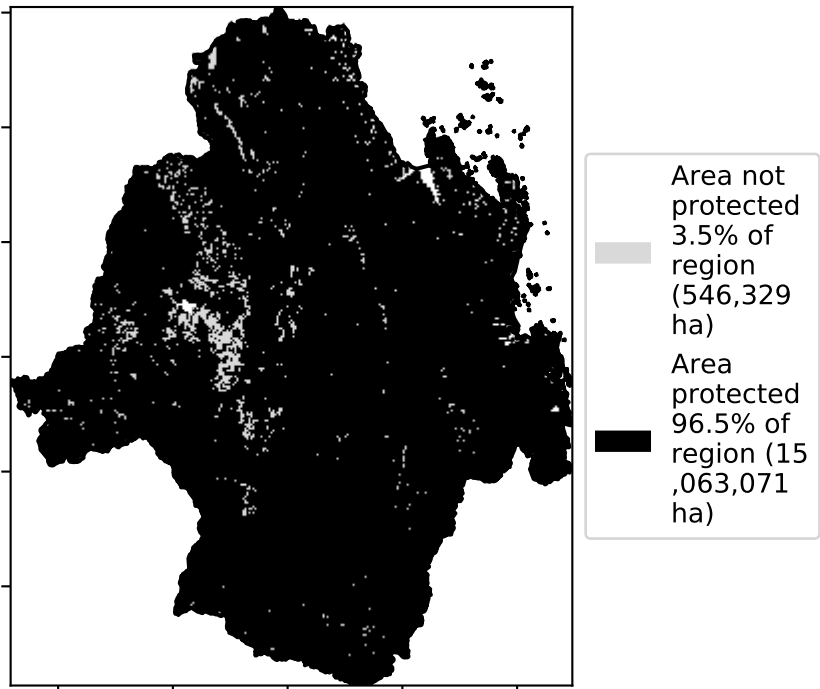 Area not
protected
3.5% of
region
(546,329
ha)
Area
protected
96.5% of
region (15
,063,071
ha)